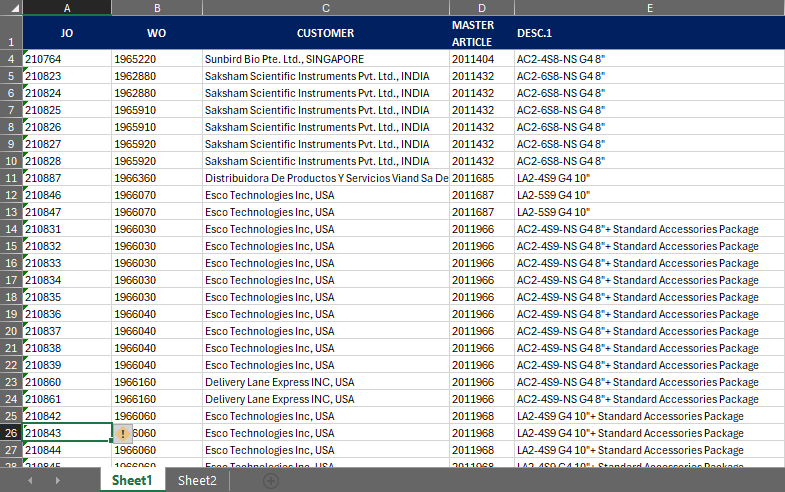 A B C D E
1 JO WO CUSTOMER MASTER ARTICLE DESC.1
4 210764 1965220 Sunbird Bio Pte. Ltd., SINGAPORE 2011404 AC2-4S8-NS G4 8"
5 210823 1962880 Saksham Scientific Instruments Pvt. Ltd., INDIA 2011432 AC2-6S8-NS G4 8"
6 210824 1962880 Saksham Scientific Instruments Pvt. Ltd., INDIA 2011432 AC2-6S8-NS G4 8"
7 210825 1965910 Saksham Scientific Instruments Pvt. Ltd., INDIA 2011432 AC2-6S8-NS G4 8"
8 210826 1965910 Saksham Scientific Instruments Pvt. Ltd., INDIA 2011432 AC2-6S8-NS G4 8"
9 210827 1965920 Saksham Scientific Instruments Pvt. Ltd., INDIA 2011432 AC2-6S8-NS G4 8"
10 210828 1965920 Saksham Scientific Instruments Pvt. Ltd., INDIA 2011432 AC2-6S8-NS G4 8"
11 210887 1966360 Distribuidora De Productos Y Servicios Viand Sa De 2011685 LA2-4S9 G4 10"
12 210846 1966070 Esco Technologies Inc, USA 2011687 LA2-5S9 G4 10"
13 210847 1966070 Esco Technologies Inc, USA 2011687 LA2-5S9 G4 10"
14 210831 1966030 Esco Technologies Inc, USA 2011966 AC2-4S9-NS G4 8"+ Standard Accessories Package
15 210832 1966030 Esco Technologies Inc, USA 2011966 AC2-4S9-NS G4 8"+ Standard Accessories Package
16 210833 1966030 Esco Technologies Inc, USA 2011966 AC2-4S9-NS G4 8"+ Standard Accessories Package
17 210834 1966030 Esco Technologies Inc, USA 2011966 AC2-4S9-NS G4 8"+ Standard Accessories Package
18 210835 1966030 Esco Technologies Inc, USA 2011966 AC2-4S9-NS G4 8"+ Standard Accessories Package
19 210836 1966040 Esco Technologies Inc, USA 2011966 AC2-4S9-NS G4 8"+ Standard Accessories Package
20 210837 1966040 Esco Technologies Inc, USA 2011966 AC2-4S9-NS G4 8"+ Standard Accessories Package
21 210838 1966040 Esco Technologies Inc, USA 2011966 AC2-4S9-NS G4 8"+ Standard Accessories Package
22 210839 1966040 Esco Technologies Inc, USA 2011966 AC2-4S9-NS G4 8"+ Standard Accessories Package
23 210860 1966160 Delivery Lane Express INC, USA 2011966 AC2-4S9-NS G4 8"+ Standard Accessories Package
24 210861 1966160 Delivery Lane Express INC, USA 2011966 AC2-4S9-NS G4 8"+ Standard Accessories Package
25 210842 1966060 Esco Technologies Inc, USA 2011968 LA2-4S9 G4 10"+ Standard Accessories Package
26 210843 6060 Esco Technologies Inc, USA 2011968 LA2-4S9 G4 10"+ Standard Accessories Package
27 210844 1966060 Esco Technologies Inc, USA 2011968 LA2-4S9 G4 10"+ Standard Accessories Package
28 210845 1966060 Esco Technologies Inc, USA 2011968 LA2-4S9 G4 10"+ Standard Accessories Package
Sheet1 Sheet2